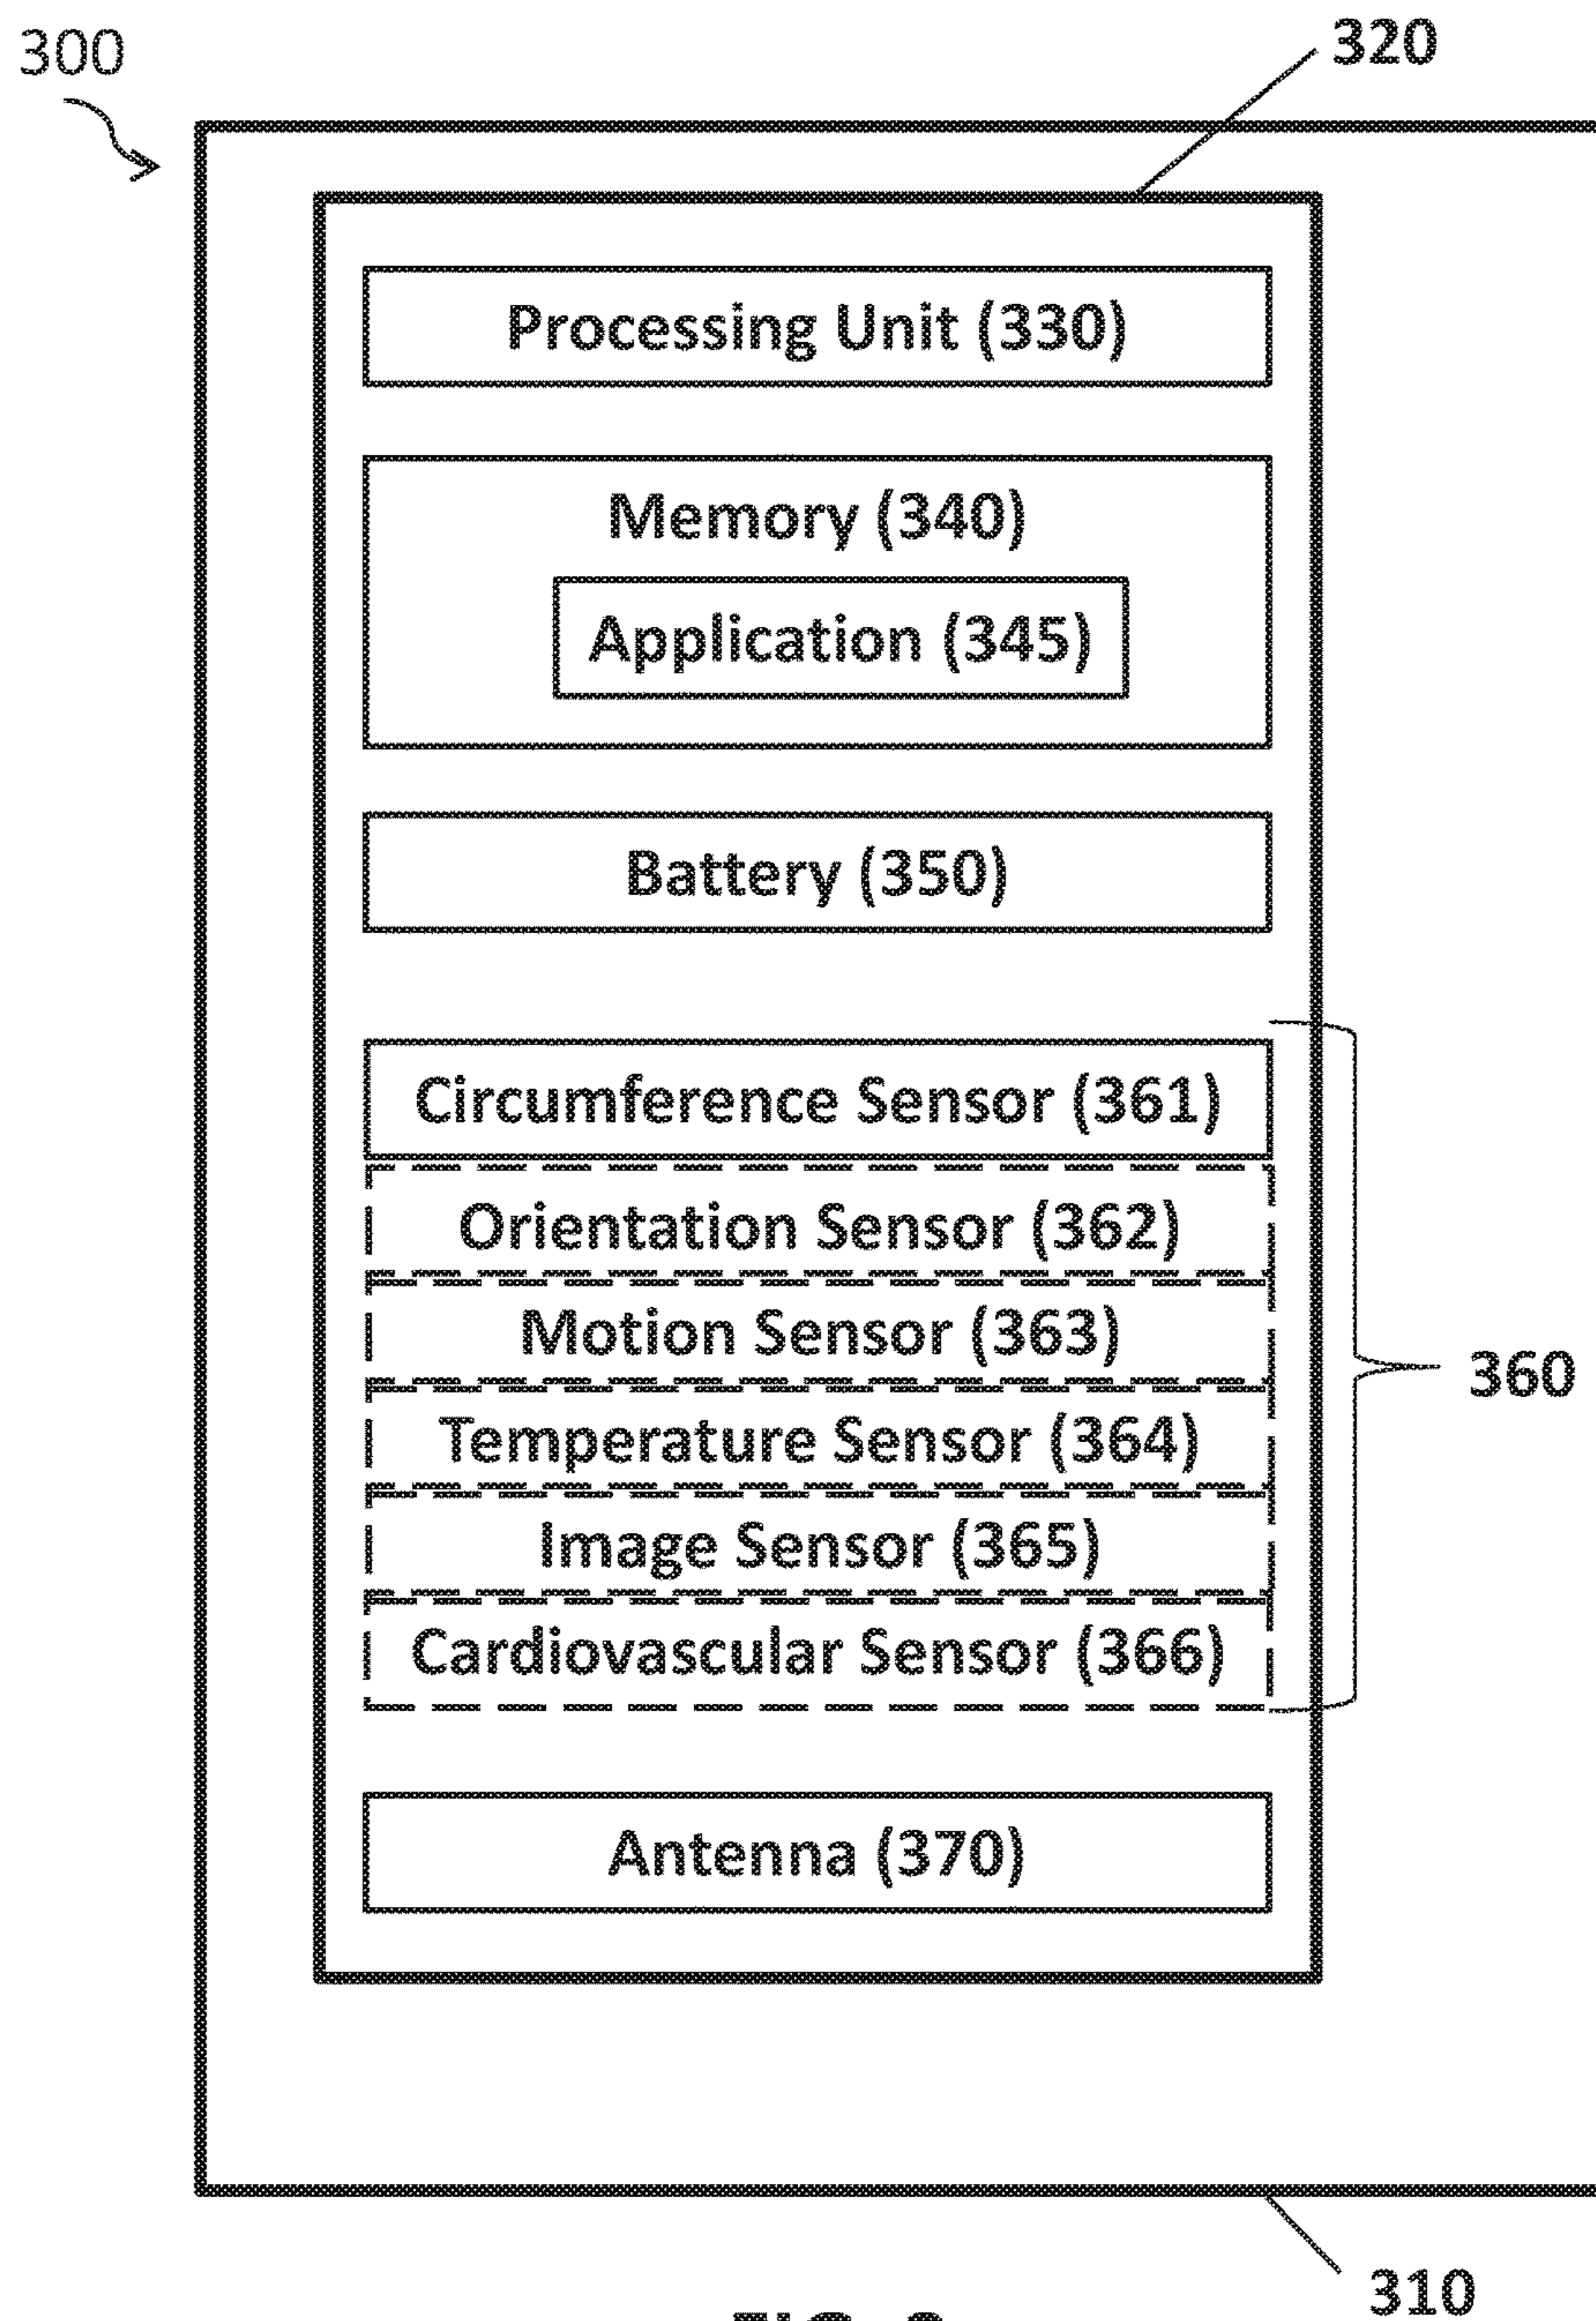 300
320
Processing Unit (330)
Memory (340)
Application (345)
Battery (350)
Circumference Sensor (361)
Orientation Sensor (362)
Motion Sensor (363)
360
Temperature Sensor (364)
Image Sensor (365)
Cardiovascular Sensor (366)
Antenna (370)
310